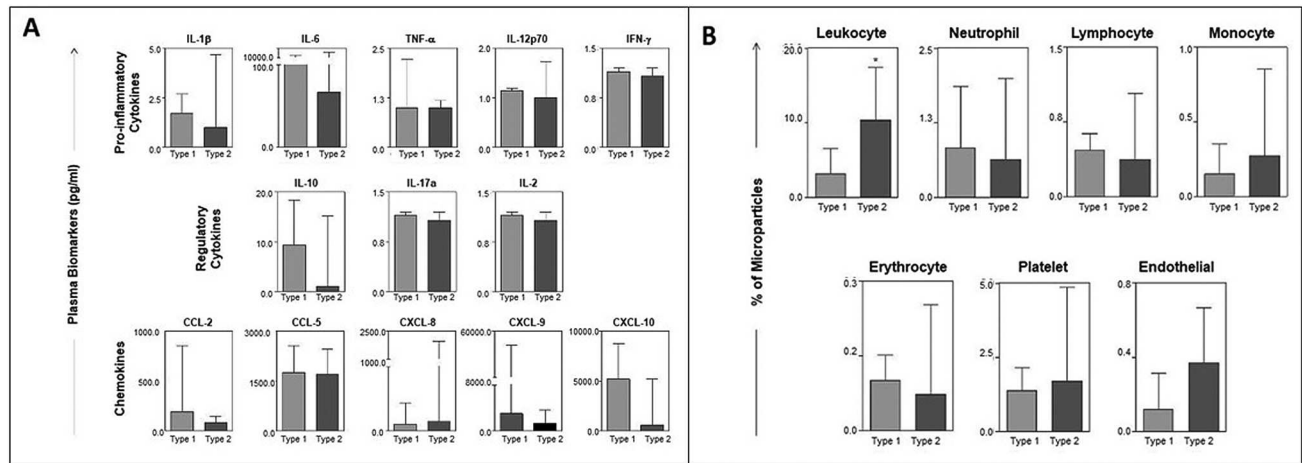 A
Plasma Biomarkers (pg/ml)
Pro-inflammatory
Cytokines
IL-1β
5.0
2.5
0.0
Type 1 Type 2
IL-6
10000.0
100.0
0.0
Type 1 Type 2
TNF-α
2.5
1.3
0.0
Type 1 Type 2
IL-12p70
2.0
1.0
0.0
Type 1 Type 2
IFN-γ
1.5
0.8
0.0
Type 1 Type 2
Regulatory
Cytokines
IL-10
20.0
10.0
0.0
Type 1 Type 2
IL-17a
1.5
0.8
0.0
Type 1 Type 2
IL-2
1.5
0.8
0.0
Type 1 Type 2
Chemokines
CCL-2
1000.0
500.0
0.0
Type 1 Type 2
CCL-5
3000.0
1500.0
0.0
Type 1 Type 2
CXCL-8
2500.0
1000.0
0.0
Type 1 Type 2
CXCL-9
60000.0
8000.0
0.0
Type 1 Type 2
CXCL-10
10000.0
5000.0
0.0
Type 1 Type 2
B
% of Microparticles
Leukocyte
20.0
10.0
0.0
*
Type 1 Type 2
Neutrophil
2.5
1.3
0.0
Type 1 Type 2
Lymphocyte
1.5
0.8
0.0
Type 1 Type 2
Monocyte
1.0
0.5
0.0
Type 1 Type 2
Erythrocyte
0.3
0.2
0.0
Type 1 Type 2
Platelet
5.0
2.5
0.0
Type 1 Type 2
Endothelial
0.8
0.4
0.0
Type 1 Type 2